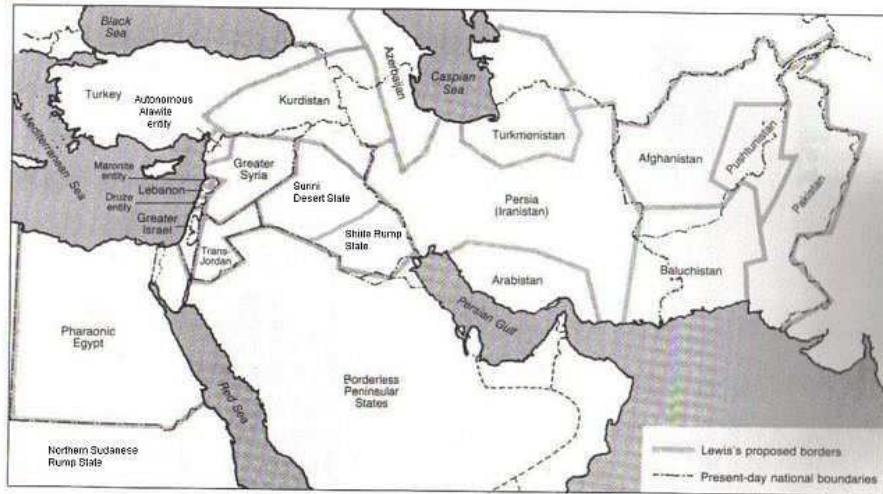 Black
Sea
Azerbaijan
Caspian
Sea
Turkey
Autonomous
Alawite
entity
Kurdistan
Turkmenistan
Mediterranean Sea
Maronite
entity
Lebanon
Druze
entity
Greater
Israel
Greater
Syria
Sunni
Desert State
Shiite Rump
State
Trans-
Jordan
Persia
(Iranistan)
Afghanistan
Pushtunistan
Pakistan
Arabistan
Baluchistan
Persian Gulf
Pharaonic
Egypt
Red Sea
Borderless
Peninsular
States
Northern Sudanese
Rump State
Lewis's proposed borders
Present-day national boundaries